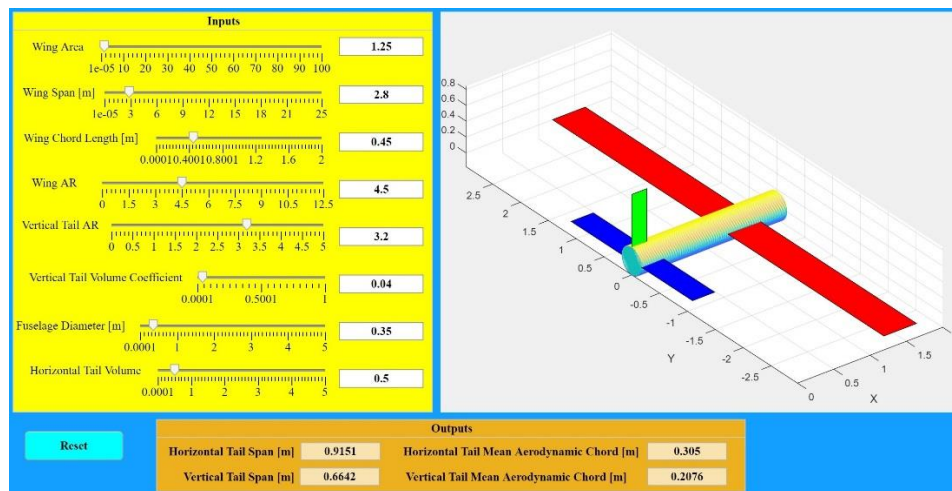 Inputs
Wing Area
1.25
1e-05 10 20 30 40 50 60 70 80 90 100
Wing Span [m]
2.8
1e-05 3 6 9 12 15 18 21 25
Wing Chord Length [m]
0.45
0.0001 0.4001 0.8001 1.2 1.6 2
Wing AR
4.5
0 1.5 3 4.5 6 7.5 9 10.5 12.5
Vertical Tail AR
3.2
0 0.5 1 1.5 2 2.5 3 3.5 4 4.5 5
Vertical Tail Volume Coefficient
0.04
0.0001 0.5001 1
Fuselage Diameter [m]
0.35
0.0001 1 2 3 4 5
Horizontal Tail Volume
0.5
0.0001 1 2 3 4 5
0.8
0.6
0.4
0.2
0
2.5
2
1.5
1
0.5
0
-0.5
-1
-1.5
-2
-2.5
Y
0
0.5
1
1.5
X
Reset
Outputs
Horizontal Tail Span [m] 0.9151 Horizontal Tail Mean Aerodynamic Chord [m] 0.305
Vertical Tail Span [m] 0.6642 Vertical Tail Mean Aerodynamic Chord [m] 0.2076